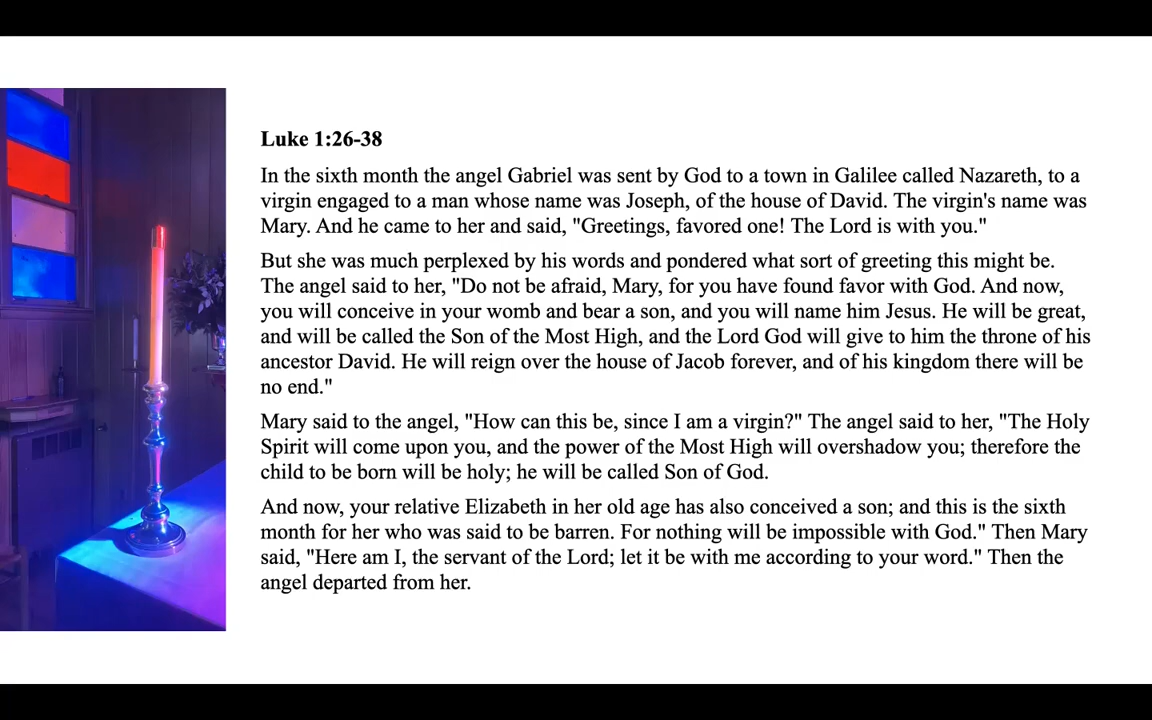 Luke 1:26-38
In the sixth month the angel Gabriel was sent by God to a town in Galilee called Nazareth, to a
virgin engaged to a man whose name was Joseph, of the house of David. The virgin's name was
Mary. And he came to her and said, "Greetings, favored one! The Lord is with you."
But she was much perplexed by his words and pondered what sort of greeting this might be.
The angel said to her, "Do not be afraid, Mary, for you have found favor with God. And now,
you will conceive in your womb and bear a son, and you will name him Jesus. He will be great,
and will be called the Son of the Most High, and the Lord God will give to him the throne of his
ancestor David. He will reign over the house of Jacob forever, and of his kingdom there will be
no end."
Mary said to the angel, "How can this be, since I am a virgin?" The angel said to her, "The Holy
Spirit will come upon you, and the power of the Most High will overshadow you; therefore the
child to be born will be holy; he will be called Son of God.
And now, your relative Elizabeth in her old age has also conceived a son; and this is the sixth
month for her who was said to be barren. For nothing will be impossible with God." Then Mary
said, "Here am I, the servant of the Lord; let it be with me according to your word." Then the
angel departed from her.